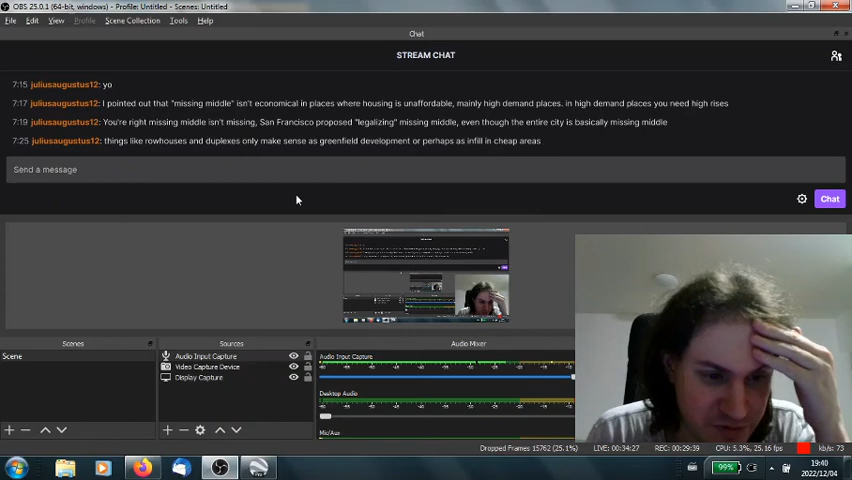 OBS 25.0.1 (64-bit, windows) - Profile: Untitled - Scenes: Untitled
File Edit View Profile Scene Collection Tools Help
Chat
STREAM CHAT
7:15 juliusaugustus12: yo
7:17 juliusaugustus12: I pointed out that "missing middle" isn't economical in places where housing is unaffordable, mainly high demand places. in high demand places you need high rises
7:19 juliusaugustus12: You're right missing middle isn't missing, San Francisco proposed "legalizing" missing middle, even though the entire city is basically missing middle
7:25 juliusaugustus12: things like rowhouses and duplexes only make sense as greenfield development or perhaps as infill in cheap areas
Send a message
Chat
Scenes Sources Audio Mixer
Scene Audio Input Capture Audio Input Capture
Video Capture Device
Display Capture
Desktop Audio
Mic/Aux
Dropped Frames 15762 (25.1%) LIVE: 00:34:27 REC: 00:29:39 CPU: 5.3%, 25.16 fps kb/s: 73
99% 19:40
2022/12/04